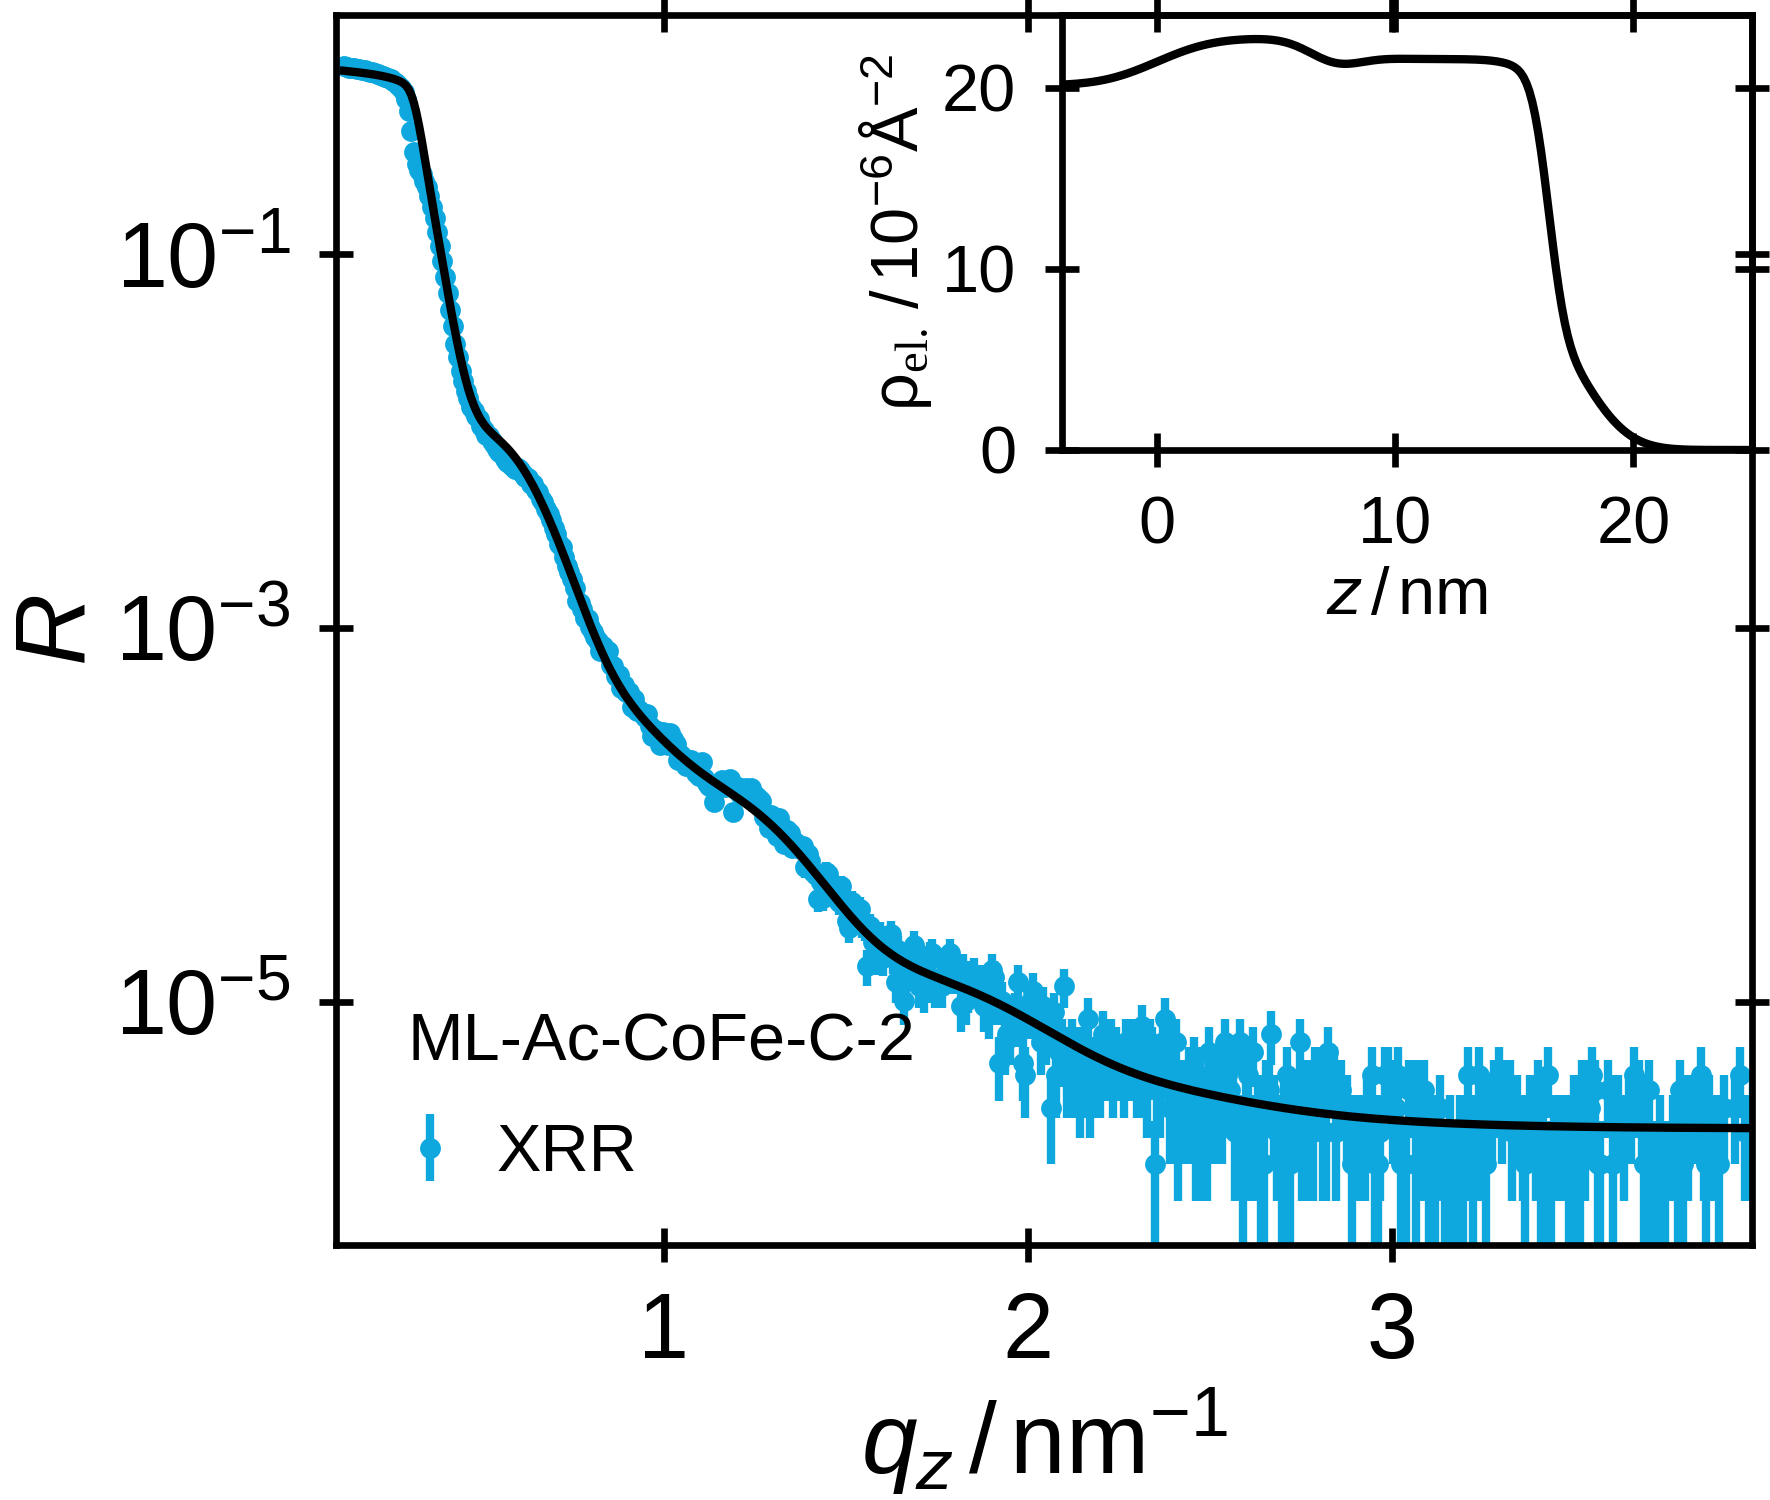 R
10⁻¹
10⁻³
10⁻⁵
ρel. / 10⁻⁶Å⁻²
20
10
0
0 10 20
z / nm
ML-Ac-CoFe-C-2
XRR
1 2 3
qz / nm⁻¹